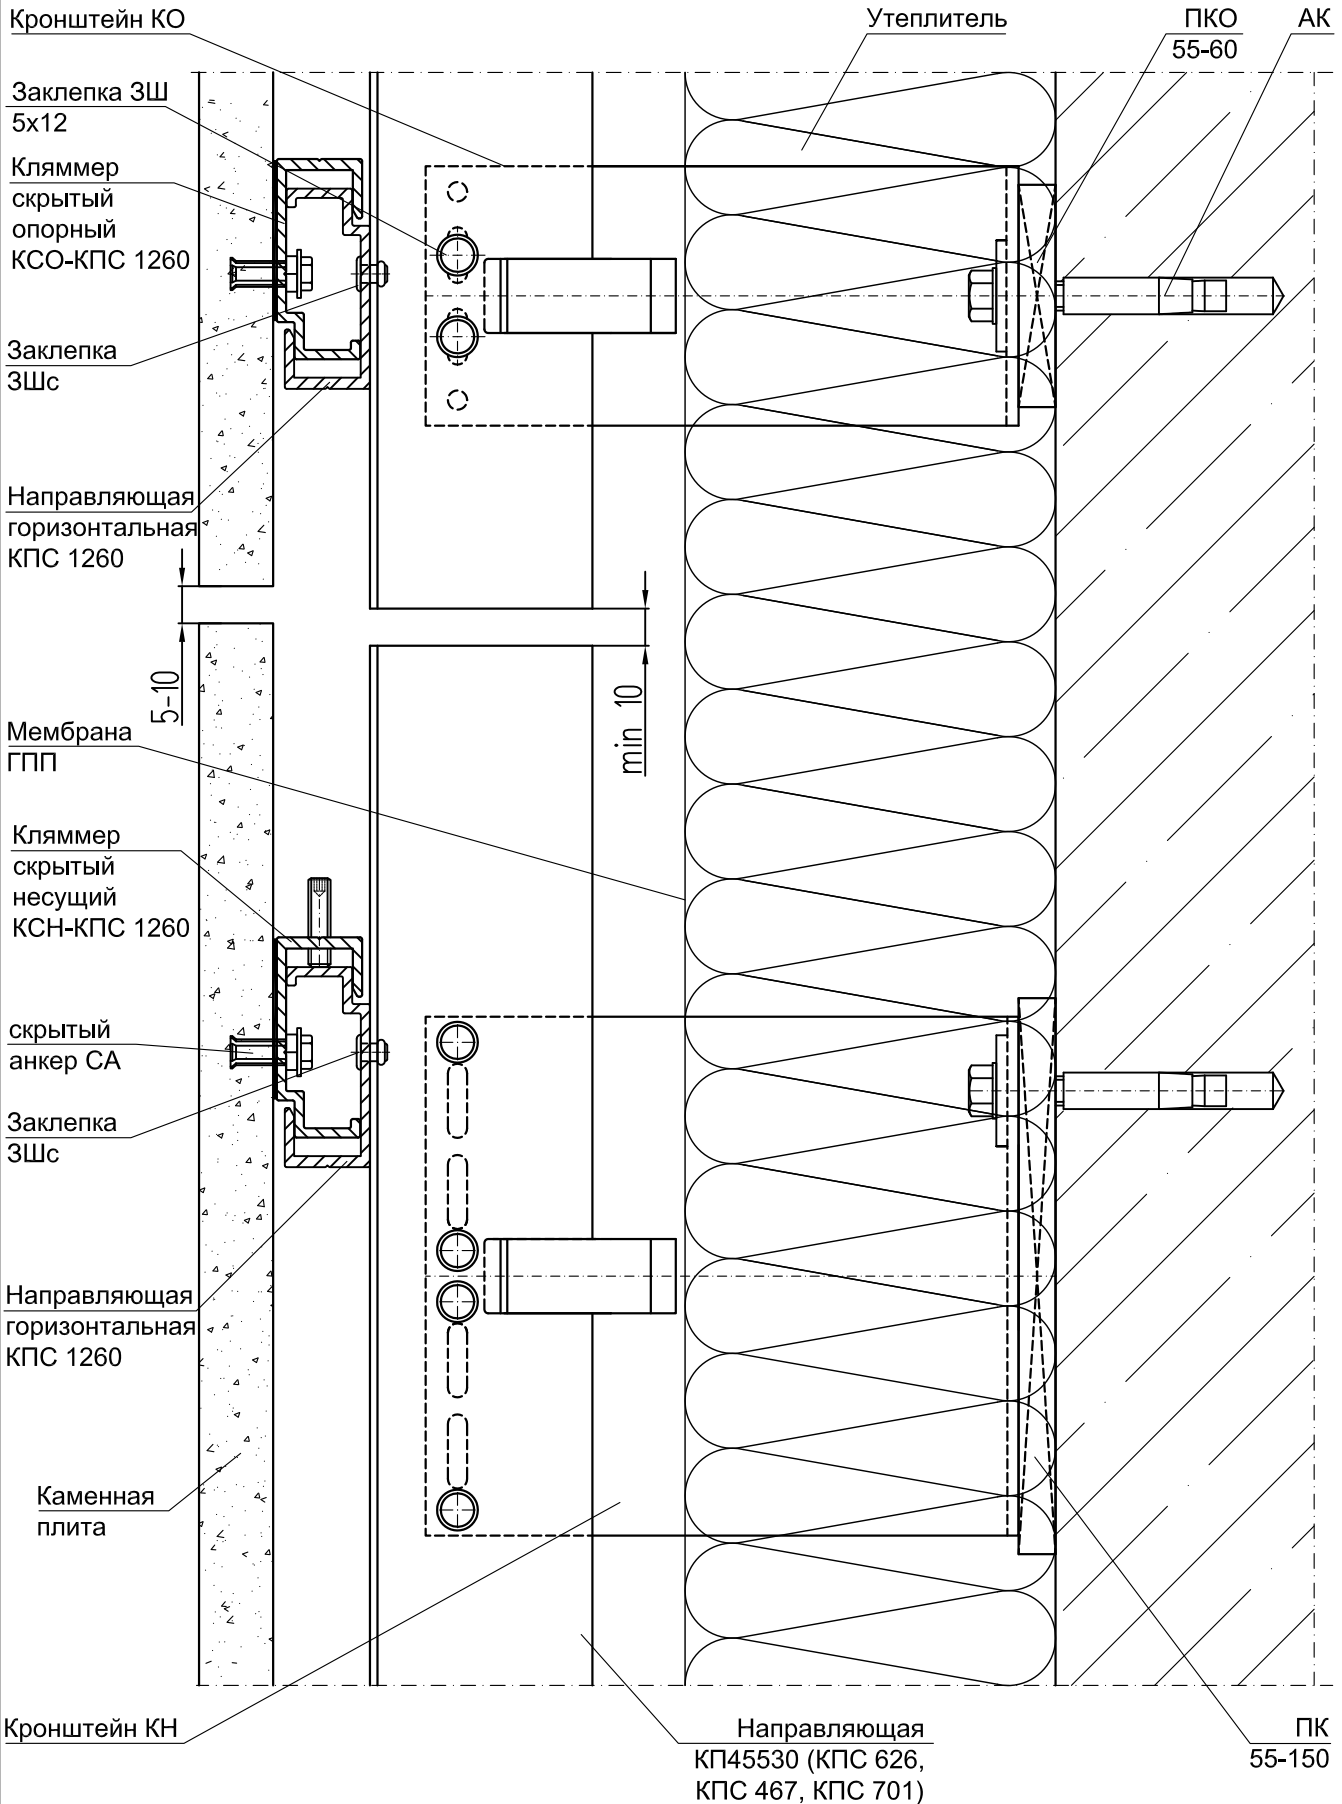 Кронштейн КО
Утеплитель
ПКО
55-60
АК
Заклепка ЗШ
5х12
Кляммер
скрытый
опорный
КСО-КПС 1260
Заклепка
ЗШс
Направляющая
горизонтальная
КПС 1260
5-10
min 10
Мембрана
ГПП
Кляммер
скрытый
несущий
КСН-КПС 1260
скрытый
анкер СА
Заклепка
ЗШс
Направляющая
горизонтальная
КПС 1260
Каменная
плита
Кронштейн КН
Направляющая
КП45530 (КПС 626,
КПС 467, КПС 701)
ПК
55-150